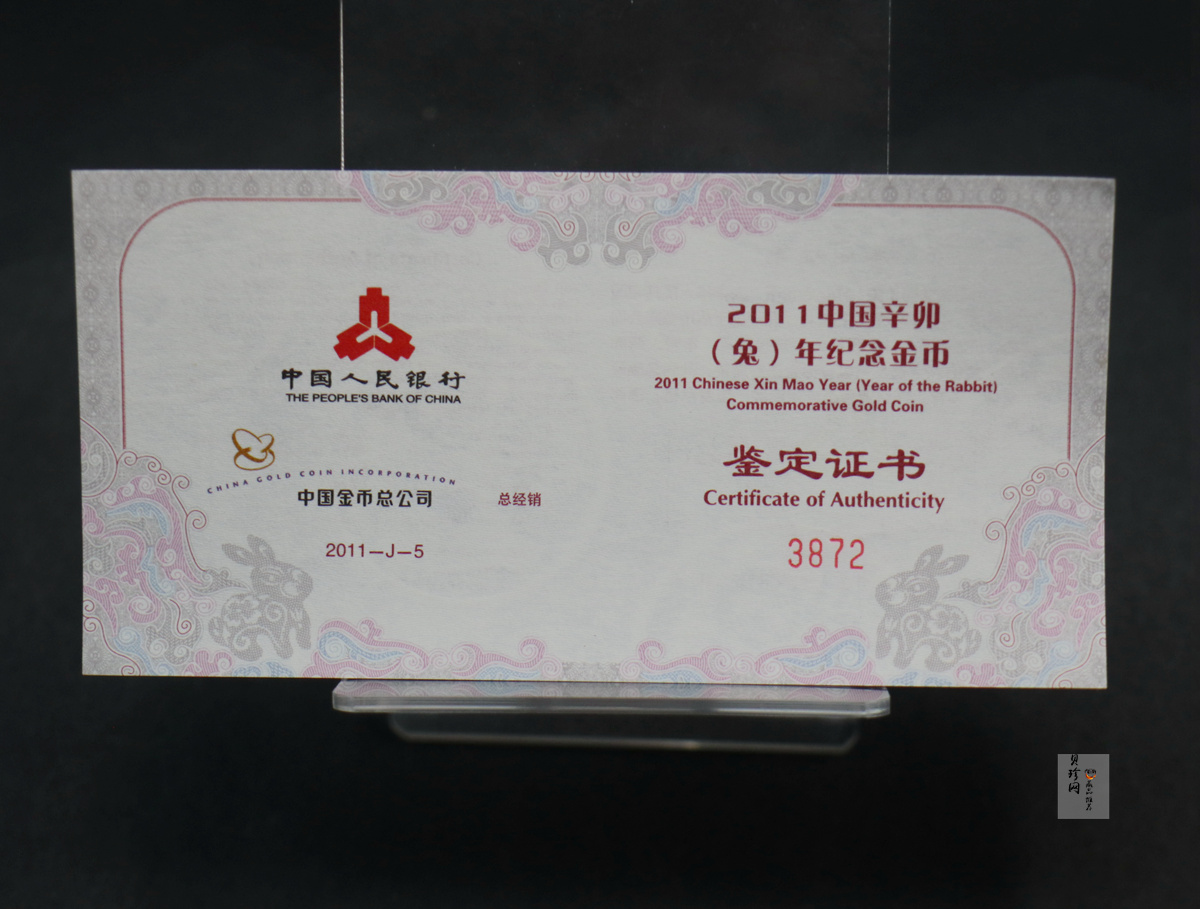 中国人民银行
THE PEOPLE'S BANK OF CHINA
CHINA GOLD COIN INCORPORATION
中国金币总公司 总经销
2011—J—5
2011中国辛卯
（兔）年纪念金币
2011 Chinese Xin Mao Year (Year of the Rabbit)
Commemorative Gold Coin
鉴定证书
Certificate of Authenticity
3872